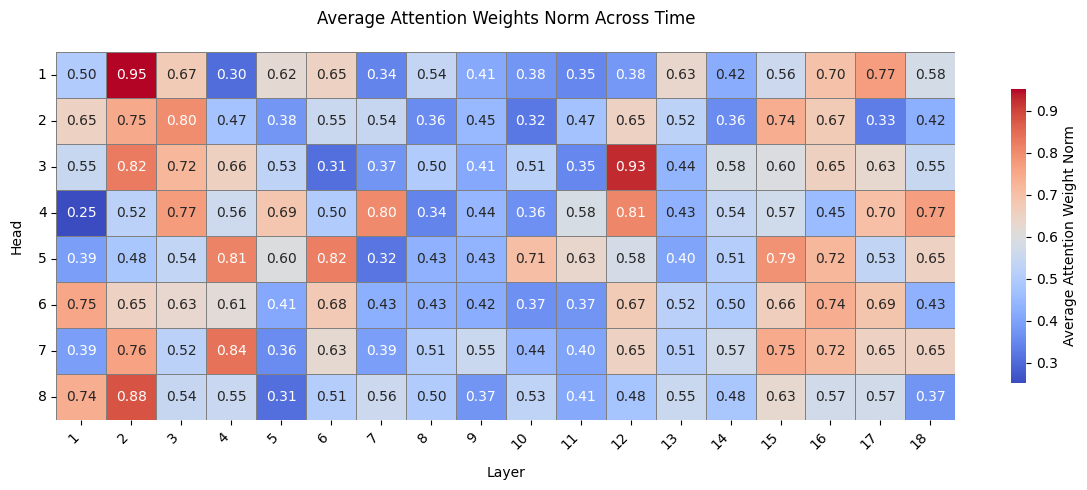 Average Attention Weights Norm Across Time
1 0.50 0.95 0.67 0.30 0.62 0.65 0.34 0.54 0.41 0.38 0.35 0.38 0.63 0.42 0.56 0.70 0.77 0.58
2 0.65 0.75 0.80 0.47 0.38 0.55 0.54 0.36 0.45 0.32 0.47 0.65 0.52 0.36 0.74 0.67 0.33 0.42
3 0.55 0.82 0.72 0.66 0.53 0.31 0.37 0.50 0.41 0.51 0.35 0.93 0.44 0.58 0.60 0.65 0.63 0.55
4 0.25 0.52 0.77 0.56 0.69 0.50 0.80 0.34 0.44 0.36 0.58 0.81 0.43 0.54 0.57 0.45 0.70 0.77
5 0.39 0.48 0.54 0.81 0.60 0.82 0.32 0.43 0.43 0.71 0.63 0.58 0.40 0.51 0.79 0.72 0.53 0.65
6 0.75 0.65 0.63 0.61 0.41 0.68 0.43 0.43 0.42 0.37 0.37 0.67 0.52 0.50 0.66 0.74 0.69 0.43
7 0.39 0.76 0.52 0.84 0.36 0.63 0.39 0.51 0.55 0.44 0.40 0.65 0.51 0.57 0.75 0.72 0.65 0.65
8 0.74 0.88 0.54 0.55 0.31 0.51 0.56 0.50 0.37 0.53 0.41 0.48 0.55 0.48 0.63 0.57 0.57 0.37
1 2 3 4 5 6 7 8 9 10 11 12 13 14 15 16 17 18
Layer
Head
0.9
0.8
0.7
0.6
0.5
0.4
0.3
Average Attention Weight Norm